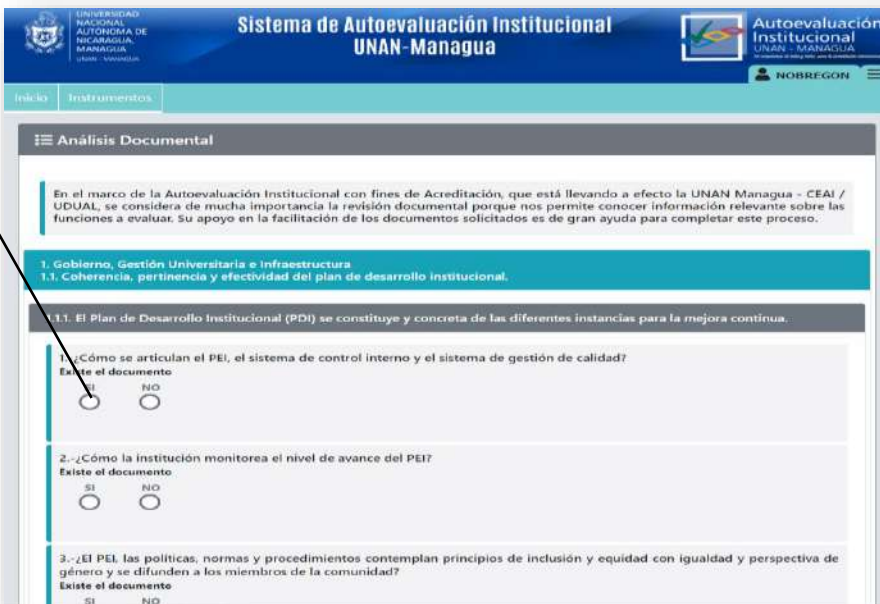 UNIVERSIDAD
NACIONAL
AUTÓNOMA DE
NICARAGUA,
MANAGUA
UNAN - MANAGUA
Sistema de Autoevaluación Institucional
UNAN-Managua
Autoevaluación
Institucional
UNAN - MANAGUA
NOBREGON
Inicio Instrumentos
Análisis Documental
En el marco de la Autoevaluación Institucional con fines de Acreditación, que está llevando a efecto la UNAN Managua - CEAI /
UDUAL, se considera de mucha importancia la revisión documental porque nos permite conocer información relevante sobre las
funciones a evaluar. Su apoyo en la facilitación de los documentos solicitados es de gran ayuda para completar este proceso.
1. Gobierno, Gestión Universitaria e Infraestructura
1.1. Coherencia, pertinencia y efectividad del plan de desarrollo institucional.
1.1.1. El Plan de Desarrollo Institucional (PDI) se constituye y concreta de las diferentes instancias para la mejora continua.
1.-¿Cómo se articulan el PEI, el sistema de control interno y el sistema de gestión de calidad?
Existe el documento
SI NO
2.-¿Cómo la institución monitorea el nivel de avance del PEI?
Existe el documento
SI NO
3.-¿El PEI, las políticas, normas y procedimientos contemplan principios de inclusión y equidad con igualdad y perspectiva de
género y se difunden a los miembros de la comunidad?
Existe el documento
SI NO